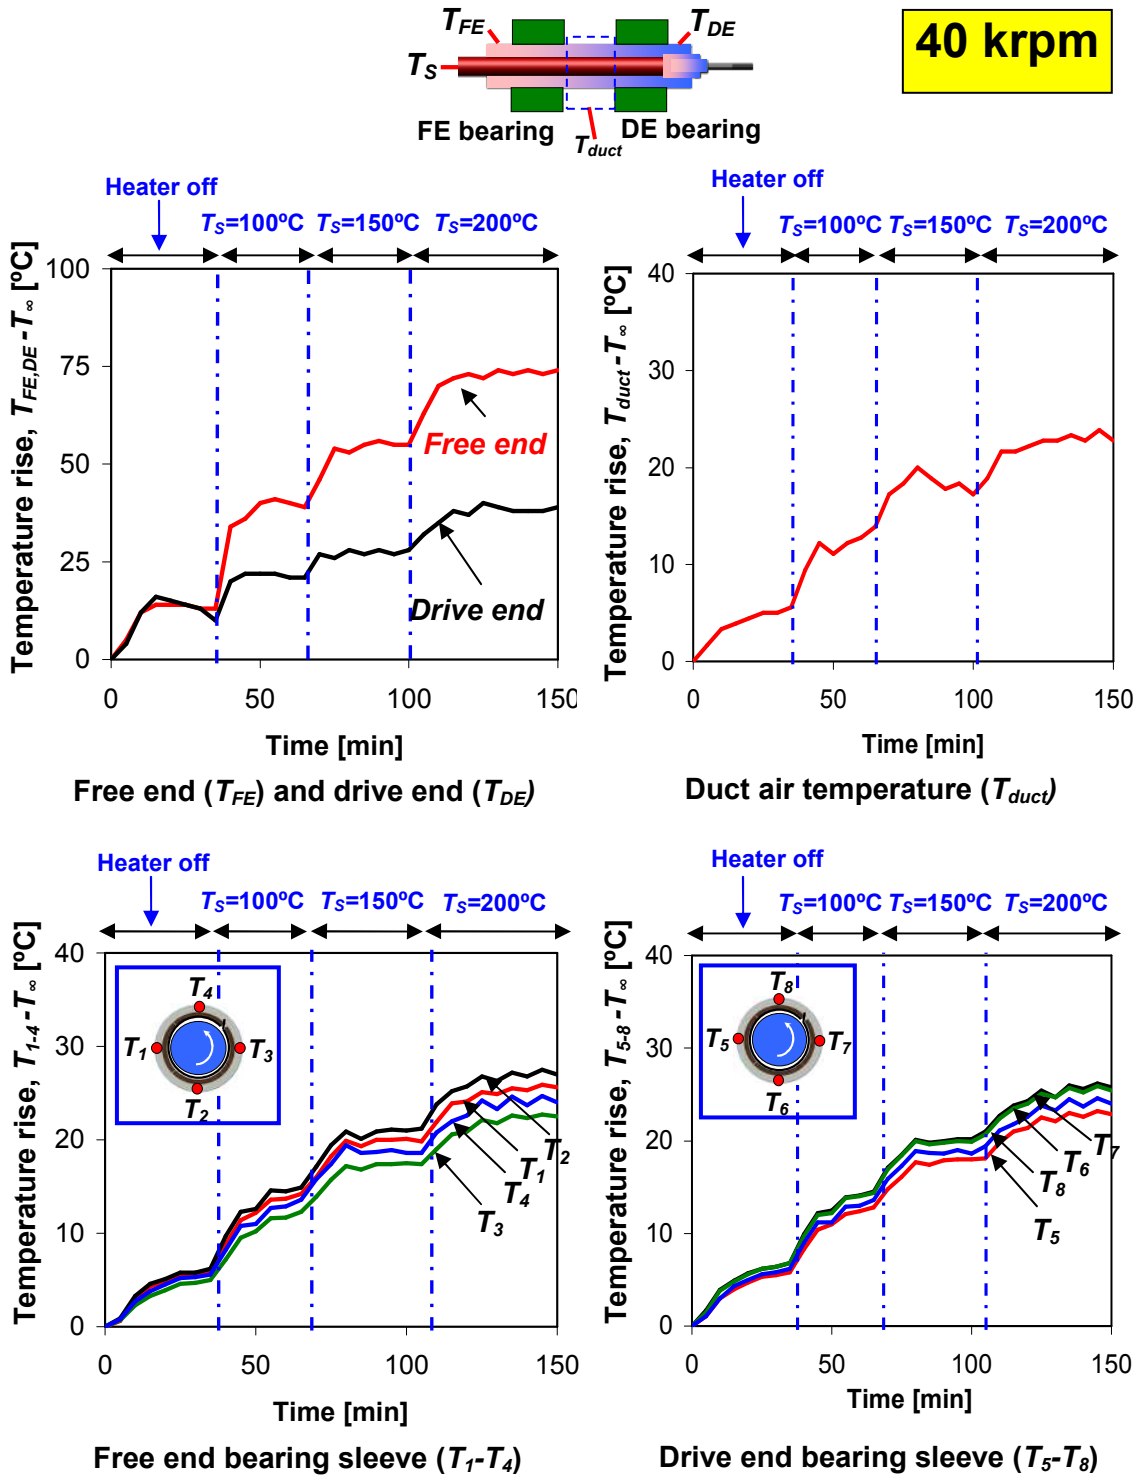 T_FE
T_DE
T_S
FE bearing
DE bearing
T_duct
40 krpm
Heater off
T_S=100ºC
T_S=150ºC
T_S=200ºC
Temperature rise, T_FE,DE - T_∞ [ºC]
100
75
50
25
0
Free end
Drive end
0
50
100
150
Time [min]
Free end (T_FE) and drive end (T_DE)
Heater off
T_S=100ºC
T_S=150ºC
T_S=200ºC
Temperature rise, T_duct - T_∞ [ºC]
40
30
20
10
0
0
50
100
150
Time [min]
Duct air temperature (T_duct)
Heater off
T_S=100ºC
T_S=150ºC
T_S=200ºC
Temperature rise, T_1-4 - T_∞ [ºC]
40
30
20
10
0
T_4
T_1
T_3
T_2
T_2
T_1
T_4
T_3
0
50
100
150
Time [min]
Free end bearing sleeve (T_1-T_4)
Heater off
T_S=100ºC
T_S=150ºC
T_S=200ºC
Temperature rise, T_5-8 - T_∞ [ºC]
40
30
20
10
0
T_8
T_5
T_7
T_6
T_7
T_6
T_8
T_5
0
50
100
150
Time [min]
Drive end bearing sleeve (T_5-T_8)